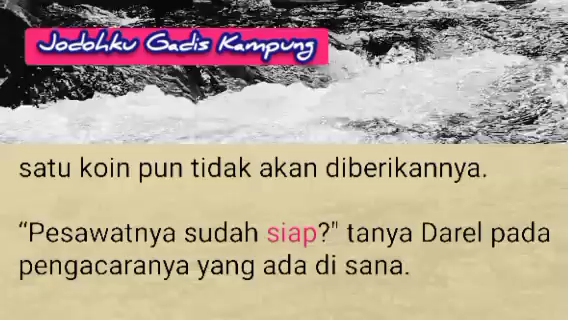 Jodohku Gadis Kampung
satu koin pun tidak akan diberikannya.
“Pesawatnya sudah siap?" tanya Darel pada
pengacaranya yang ada di sana.